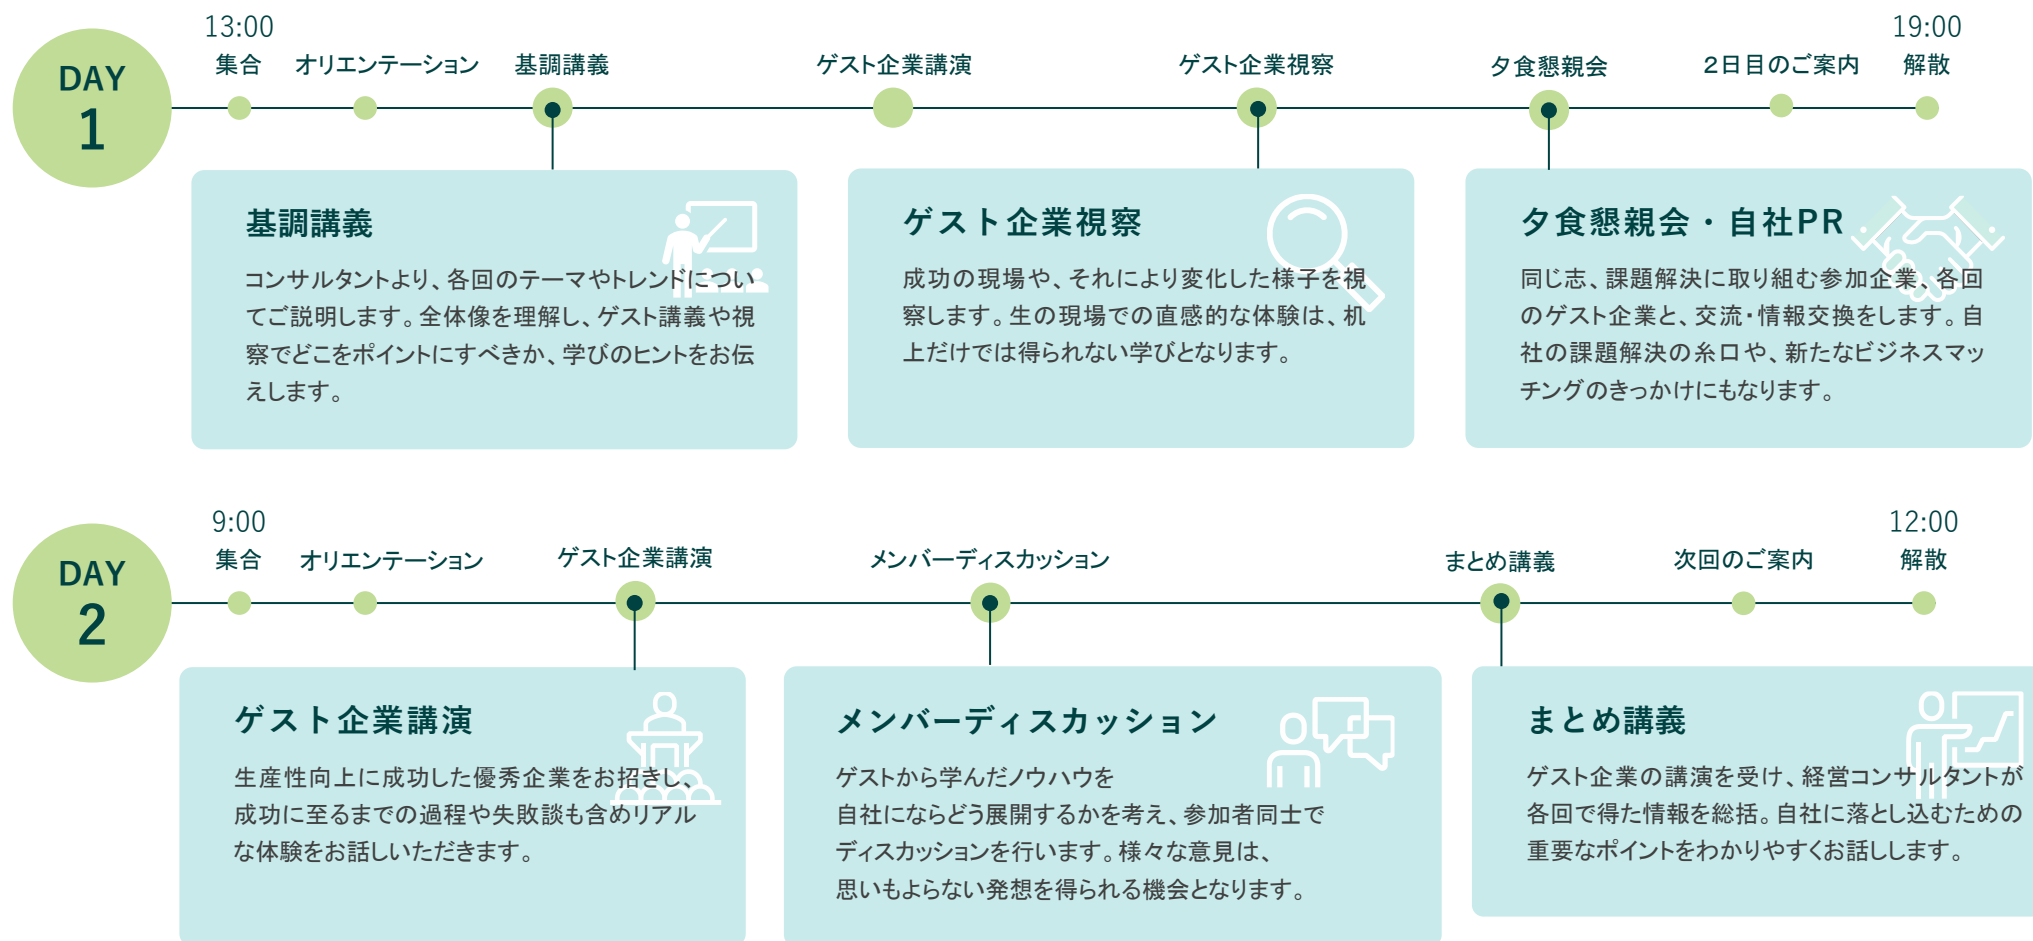 DAY
1
13:00
集合
オリエンテーション
基調講義
ゲスト企業講演
ゲスト企業視察
夕食懇親会
2日目のご案内
19:00
解散
基調講義
コンサルタントより、各回のテーマやトレンドについ
てご説明します。全体像を理解し、ゲスト講義や視
察でどこをポイントにすべきか、学びのヒントをお伝
えします。
ゲスト企業視察
成功の現場や、それにより変化した様子を視
察します。生の現場での直感的な体験は、机
上だけでは得られない学びとなります。
夕食懇親会・自社PR
同じ志、課題解決に取り組む参加企業、各回
のゲスト企業と、交流・情報交換をします。自
社の課題解決の糸口や、新たなビジネスマッ
チングのきっかけにもなります。
DAY
2
9:00
集合
オリエンテーション
ゲスト企業講演
メンバーディスカッション
まとめ講義
次回のご案内
12:00
解散
ゲスト企業講演
生産性向上に成功した優秀企業をお招きし、
成功に至るまでの過程や失敗談も含めリアル
な体験をお話しいただきます。
メンバーディスカッション
ゲストから学んだノウハウを
自社にならどう展開するかを考え、参加者同士で
ディスカッションを行います。様々な意見は、
思いもよらない発想を得られる機会となります。
まとめ講義
ゲスト企業の講演を受け、経営コンサルタントが
各回で得た情報を総括。自社に落とし込むための
重要なポイントをわかりやすくお話しします。